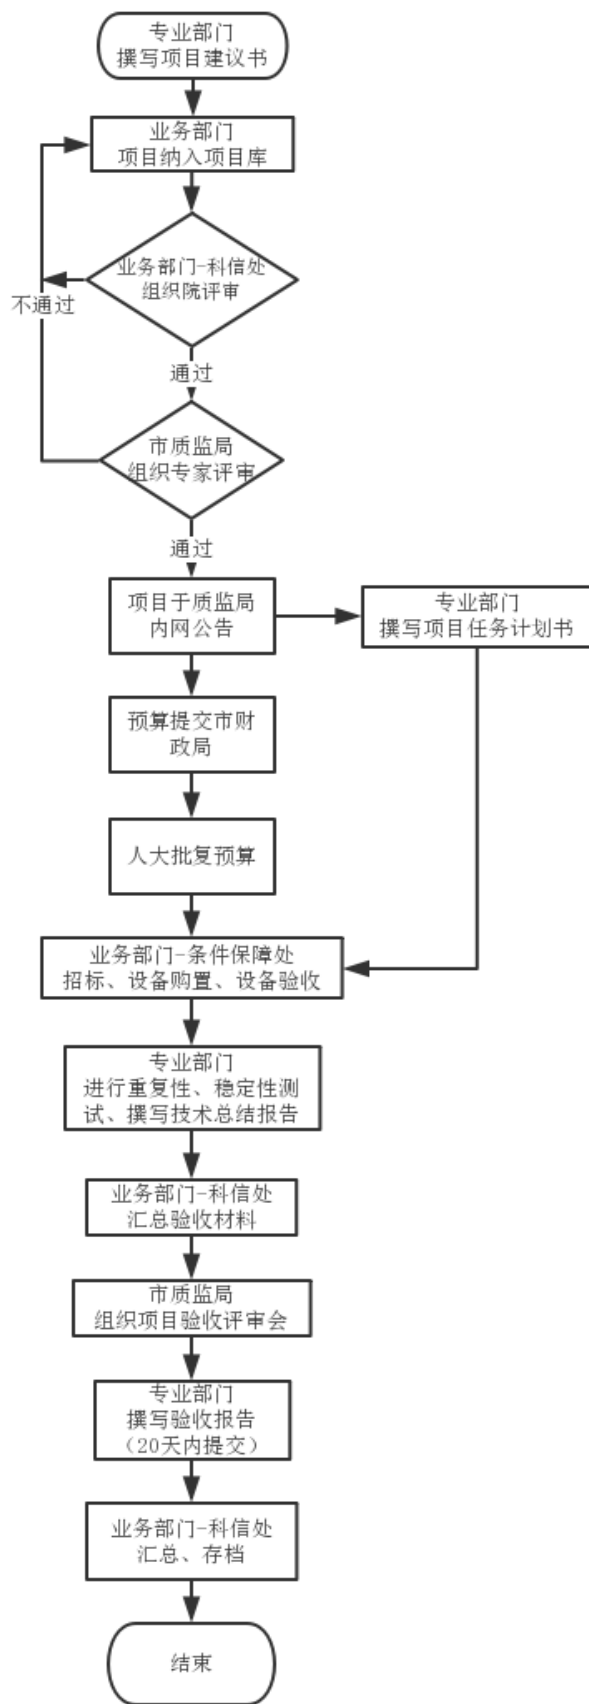 专业部门
撰写项目建议书
业务部门
项目纳入项目库
业务部门-科信处
组织院评审
不通过
通过
市质监局
组织专家评审
通过
项目于质监局
内网公告
专业部门
撰写项目任务计划书
预算提交市财
政局
人大批复预算
业务部门-条件保障处
招标、设备购置、设备验收
专业部门
进行重复性、稳定性测
试、撰写技术总结报告
业务部门-科信处
汇总验收材料
市质监局
组织项目验收评审会
专业部门
撰写验收报告
（20天内提交）
业务部门-科信处
汇总、存档
结束